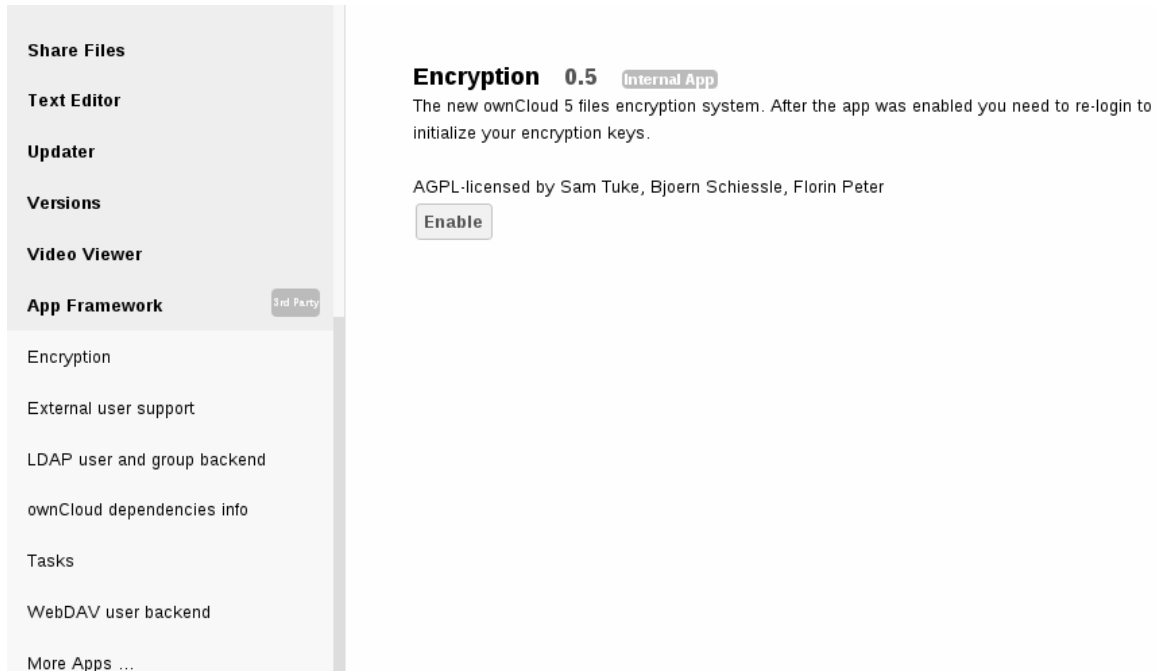 Share Files
Text Editor
Updater
Versions
Video Viewer
App Framework 3rd Party
Encryption
External user support
LDAP user and group backend
ownCloud dependencies info
Tasks
WebDAV user backend
More Apps ...
Encryption 0.5 Internal App
The new ownCloud 5 files encryption system. After the app was enabled you need to re-login to
initialize your encryption keys.
AGPL-licensed by Sam Tuke, Bjoern Schiessle, Florin Peter
Enable